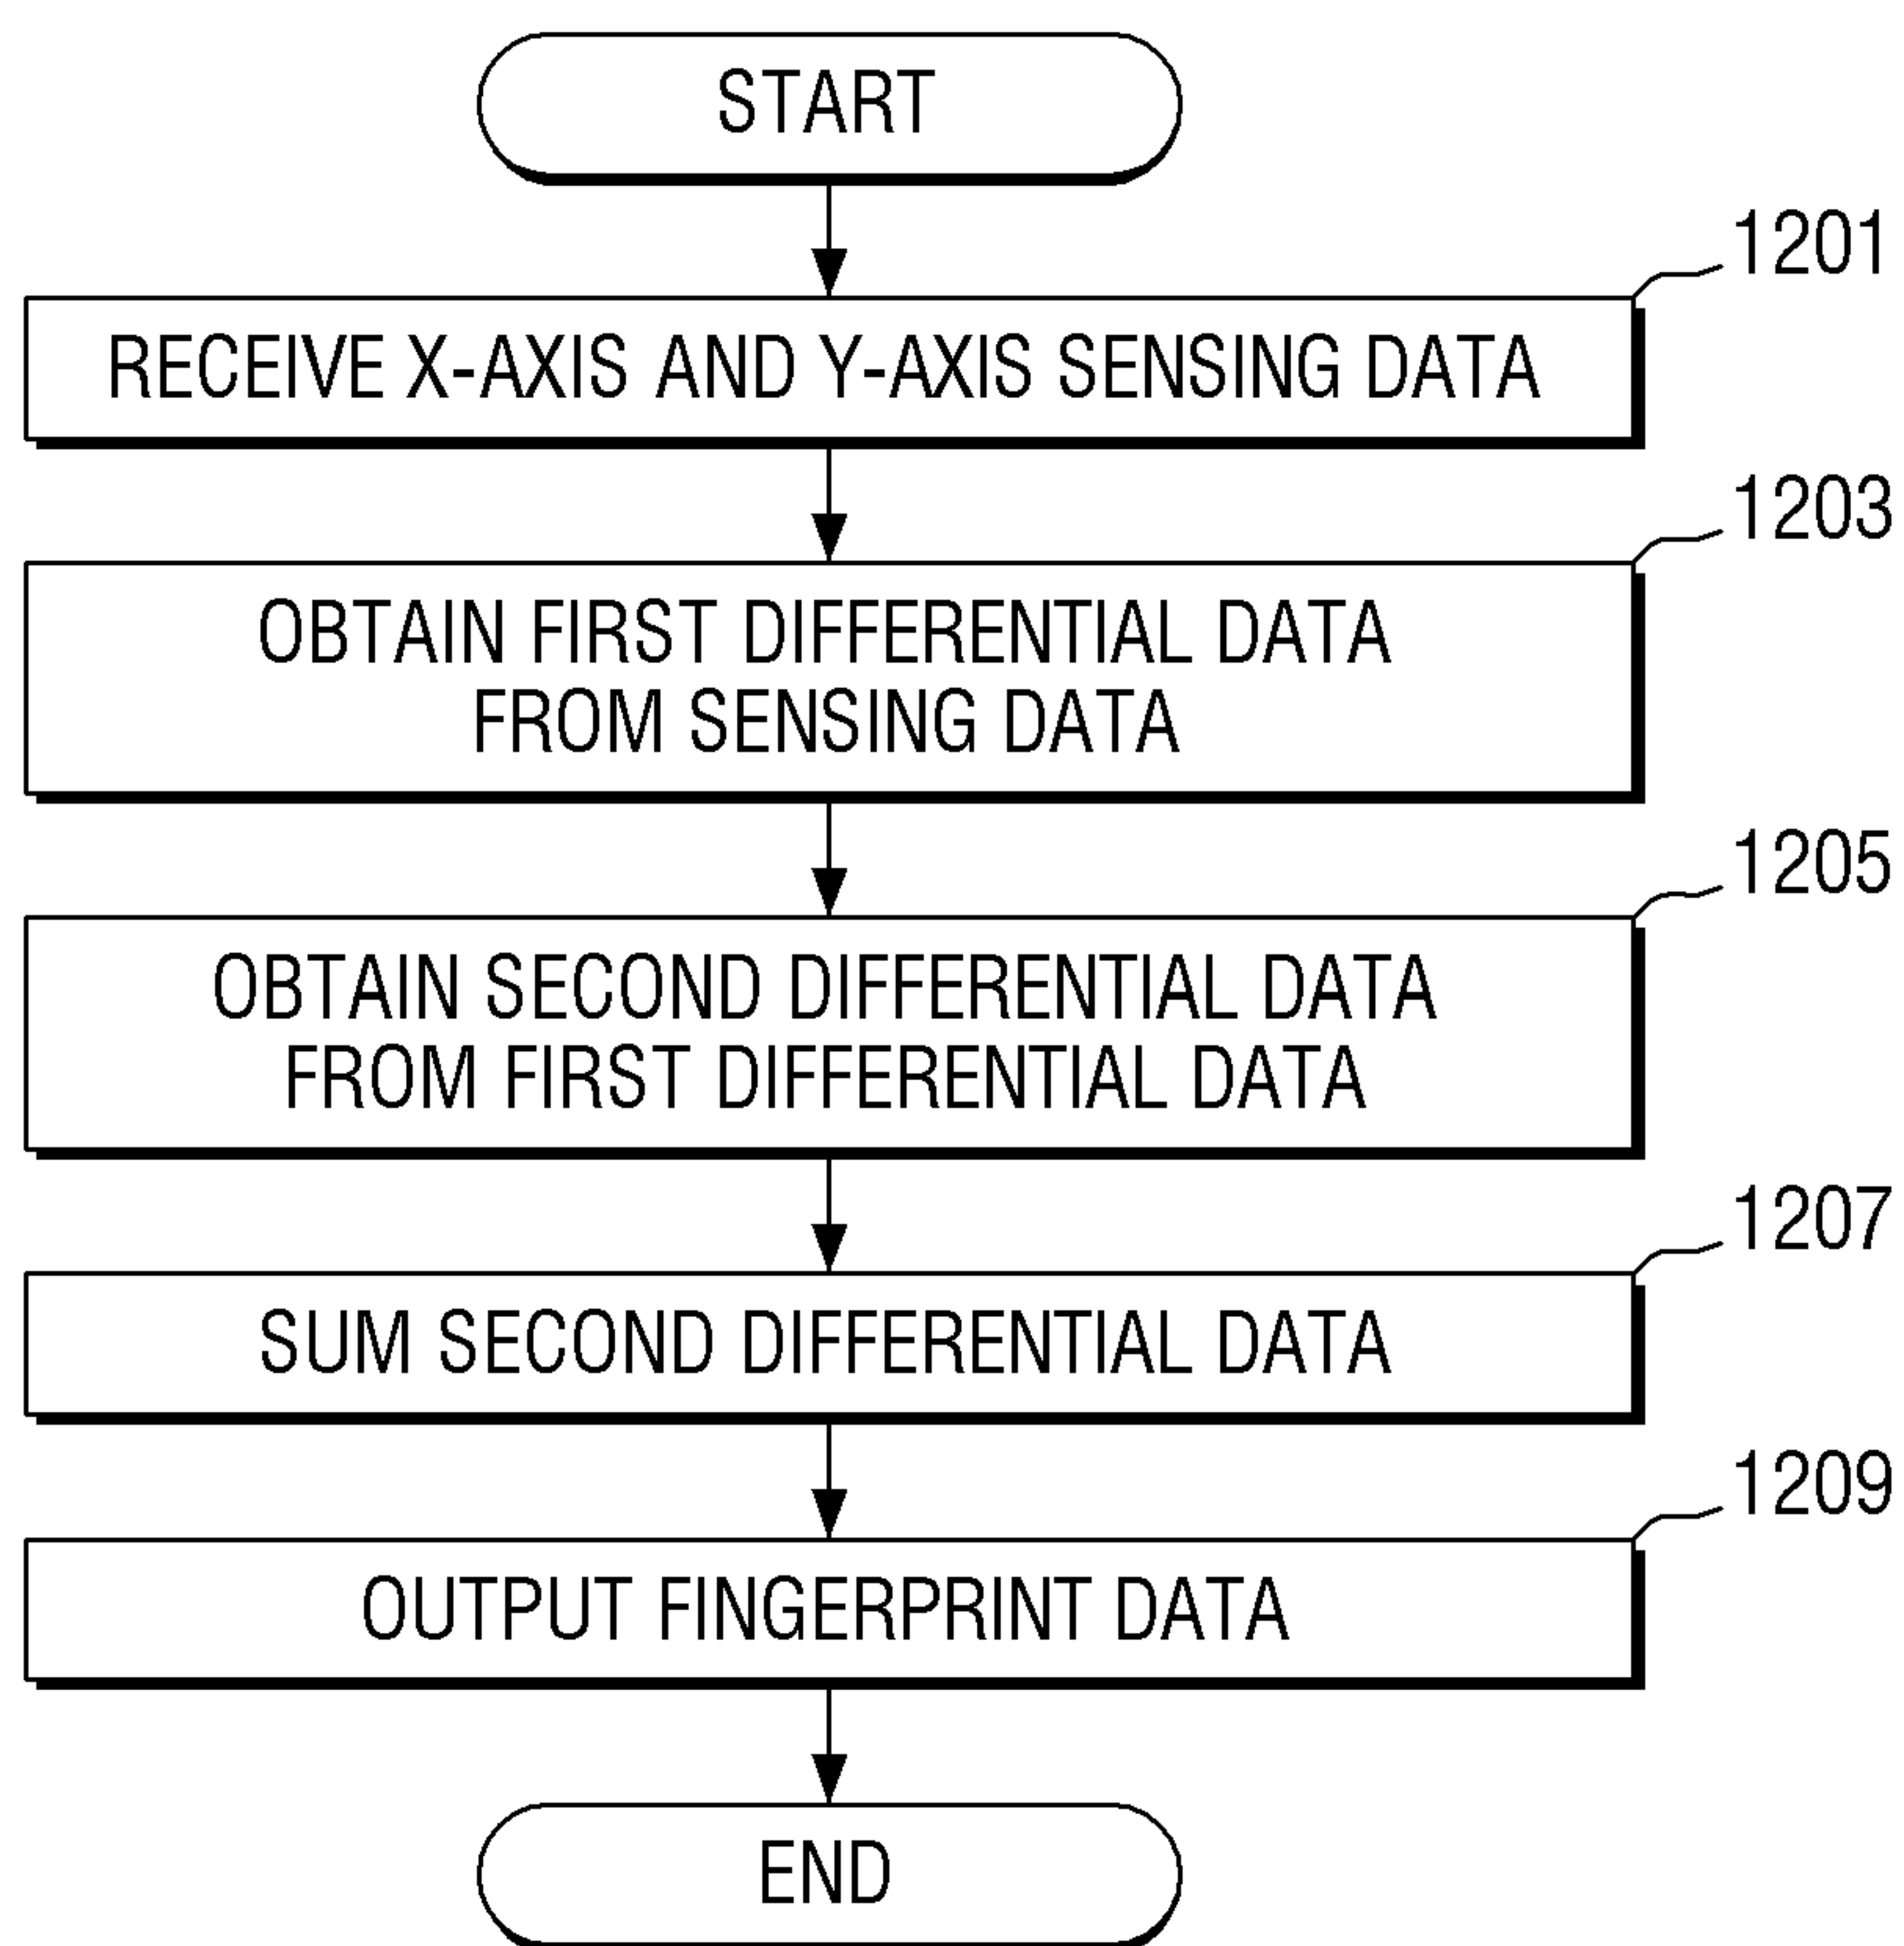 START
1201
RECEIVE X-AXIS AND Y-AXIS SENSING DATA
1203
OBTAIN FIRST DIFFERENTIAL DATA
FROM SENSING DATA
1205
OBTAIN SECOND DIFFERENTIAL DATA
FROM FIRST DIFFERENTIAL DATA
1207
SUM SECOND DIFFERENTIAL DATA
1209
OUTPUT FINGERPRINT DATA
END